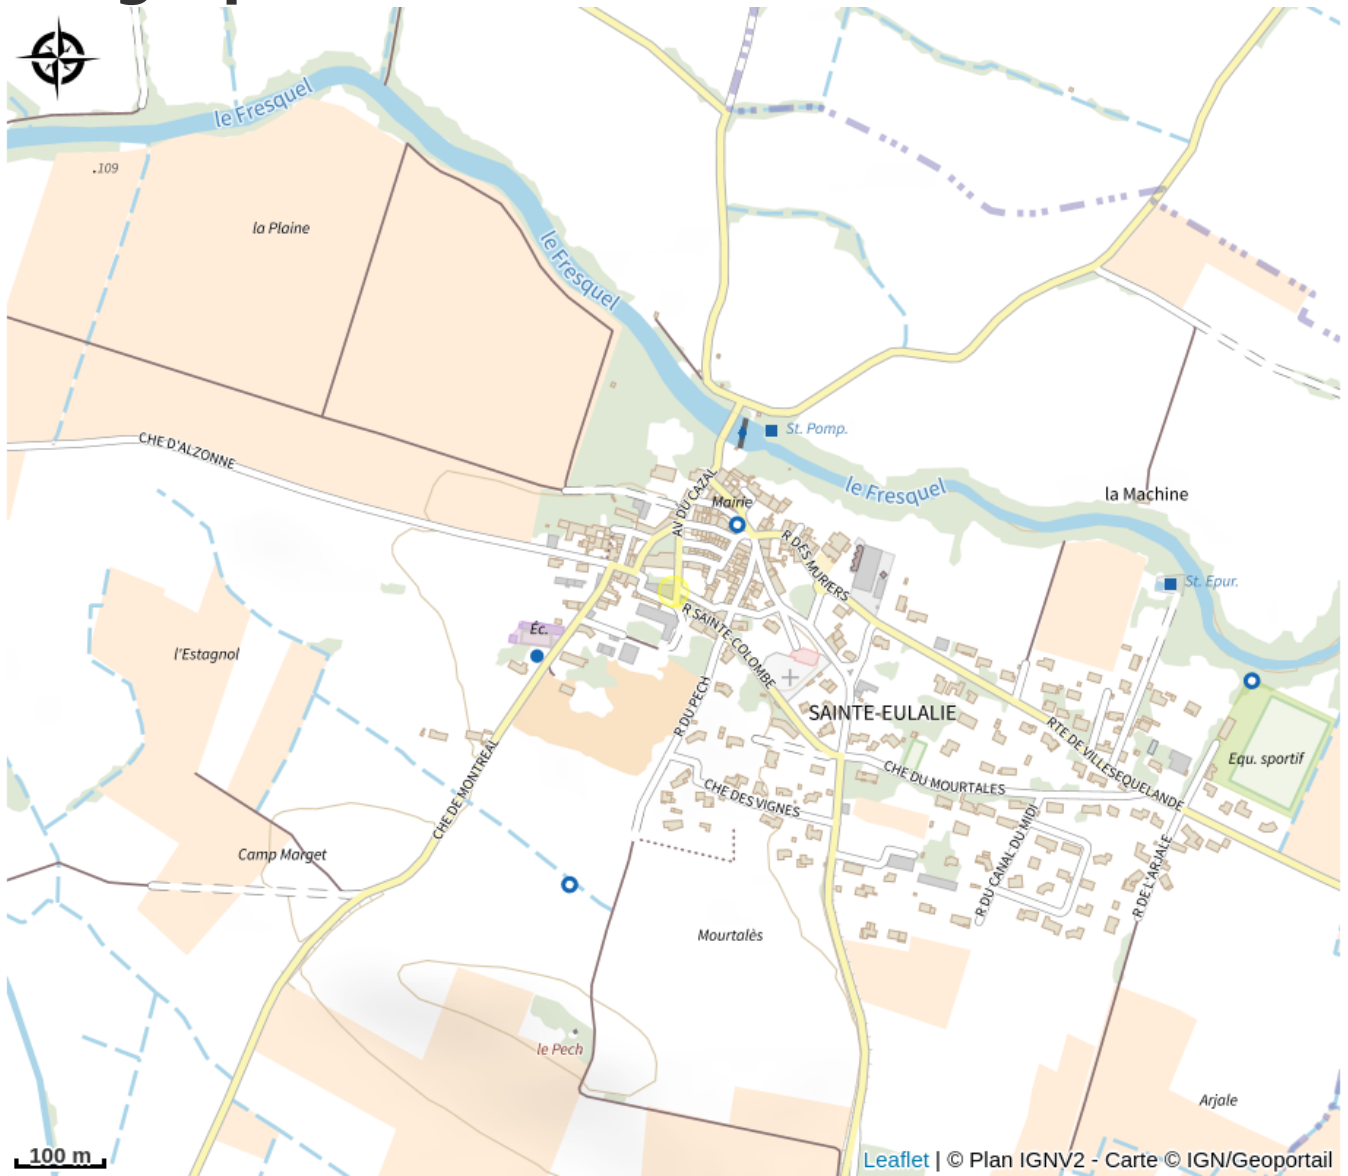 le Fresquel
.109
la Plaine
le Fresquel
St. Pomp.
CHE D'ALZONNE
le Fresquel
la Machine
AV DU CAZAL
Mairie
R DES MURIERS
St. Epur.
R SAINTE-COLOMBE
Éc.
l'Estagnol
R DU PECH
SAINTE-EULALIE
RTE DE VILLESEQUELANDE
Equ. sportif
CHE DE MONTREAL
CHE DU MOURTALES
CHE DES VIGNES
Camp Marget
R DU CANAL DU MIDI
R DE L'ARJALE
Mourtalès
le Pech
Arjale
100 m
Leaflet | © Plan IGNV2 - Carte © IGN/Geoportail